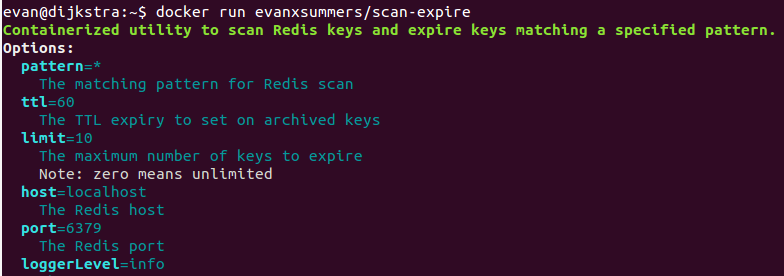 evan@dijkstra:~$ docker run evanxsummers/scan-expire
Containerized utility to scan Redis keys and expire keys matching a specified pattern.
Options:
  pattern=*
    The matching pattern for Redis scan
  ttl=60
    The TTL expiry to set on archived keys
  limit=10
    The maximum number of keys to expire
    Note: zero means unlimited
  host=localhost
    The Redis host
  port=6379
    The Redis port
  loggerLevel=info